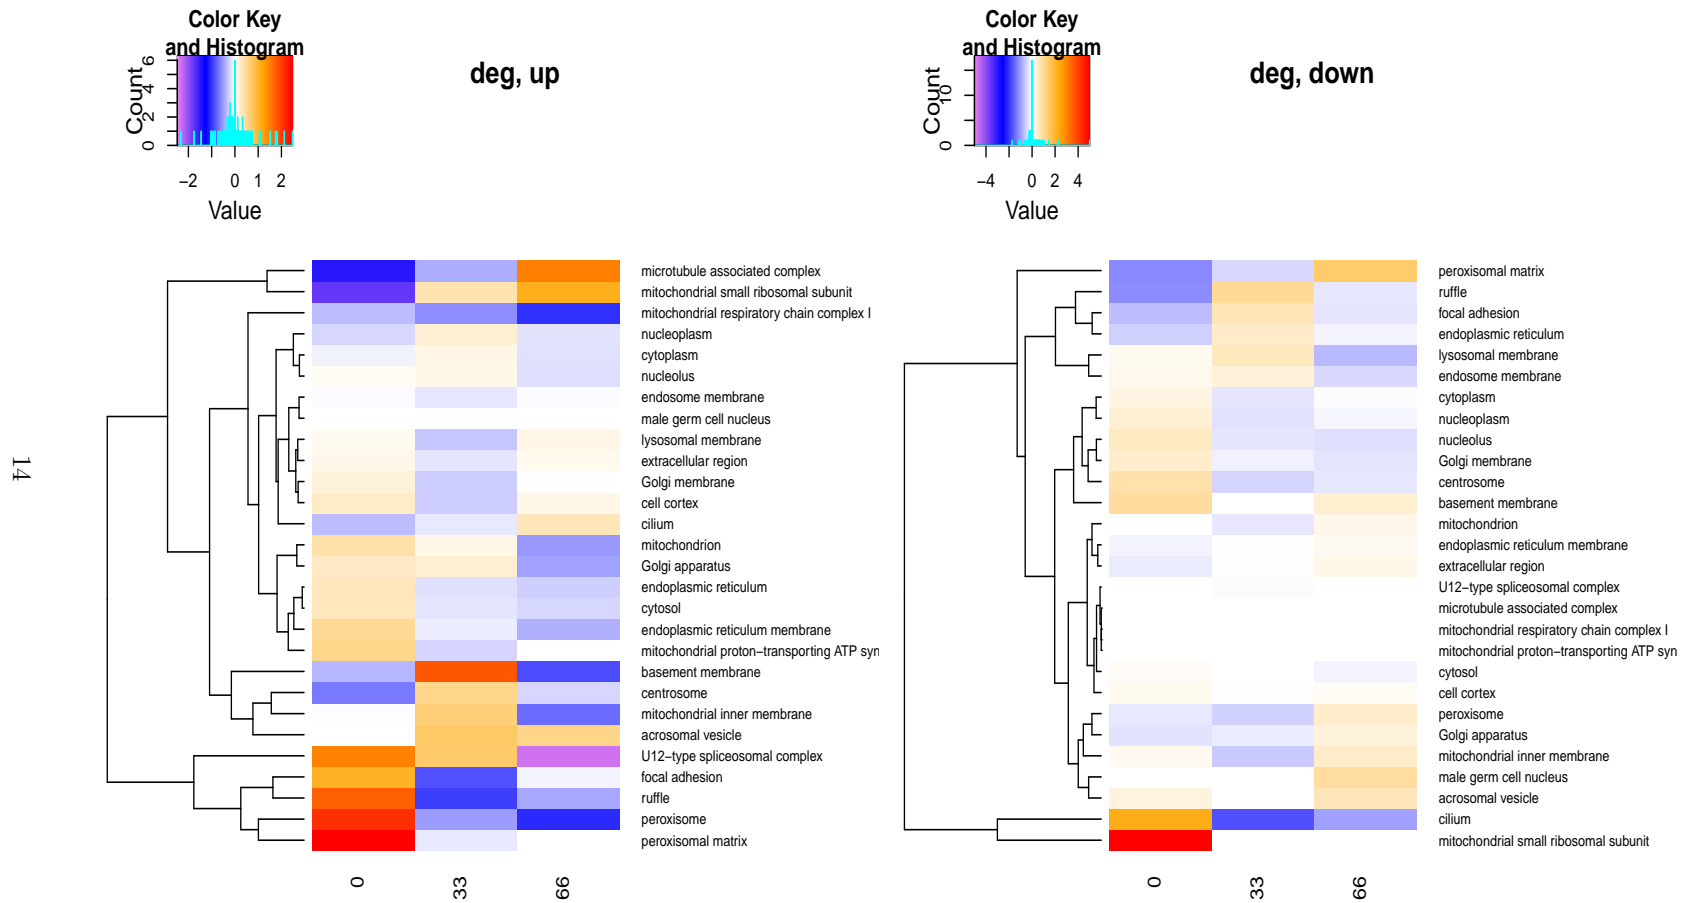 Color Key
and Histogram
Count
0 2 4 6
−2 0 1 2
Value
deg, up
microtubule associated complex
mitochondrial small ribosomal subunit
mitochondrial respiratory chain complex I
nucleoplasm
cytoplasm
nucleolus
endosome membrane
male germ cell nucleus
lysosomal membrane
extracellular region
Golgi membrane
cell cortex
cilium
mitochondrion
Golgi apparatus
endoplasmic reticulum
cytosol
endoplasmic reticulum membrane
mitochondrial proton−transporting ATP syn
basement membrane
centrosome
mitochondrial inner membrane
acrosomal vesicle
U12−type spliceosomal complex
focal adhesion
ruffle
peroxisome
peroxisomal matrix
0 33 66
Color Key
and Histogram
Count
0 10
−4 0 2 4
Value
deg, down
peroxisomal matrix
ruffle
focal adhesion
endoplasmic reticulum
lysosomal membrane
endosome membrane
cytoplasm
nucleoplasm
nucleolus
Golgi membrane
centrosome
basement membrane
mitochondrion
endoplasmic reticulum membrane
extracellular region
U12−type spliceosomal complex
microtubule associated complex
mitochondrial respiratory chain complex I
mitochondrial proton−transporting ATP syn
cytosol
cell cortex
peroxisome
Golgi apparatus
mitochondrial inner membrane
male germ cell nucleus
acrosomal vesicle
cilium
mitochondrial small ribosomal subunit
0 33 66
14